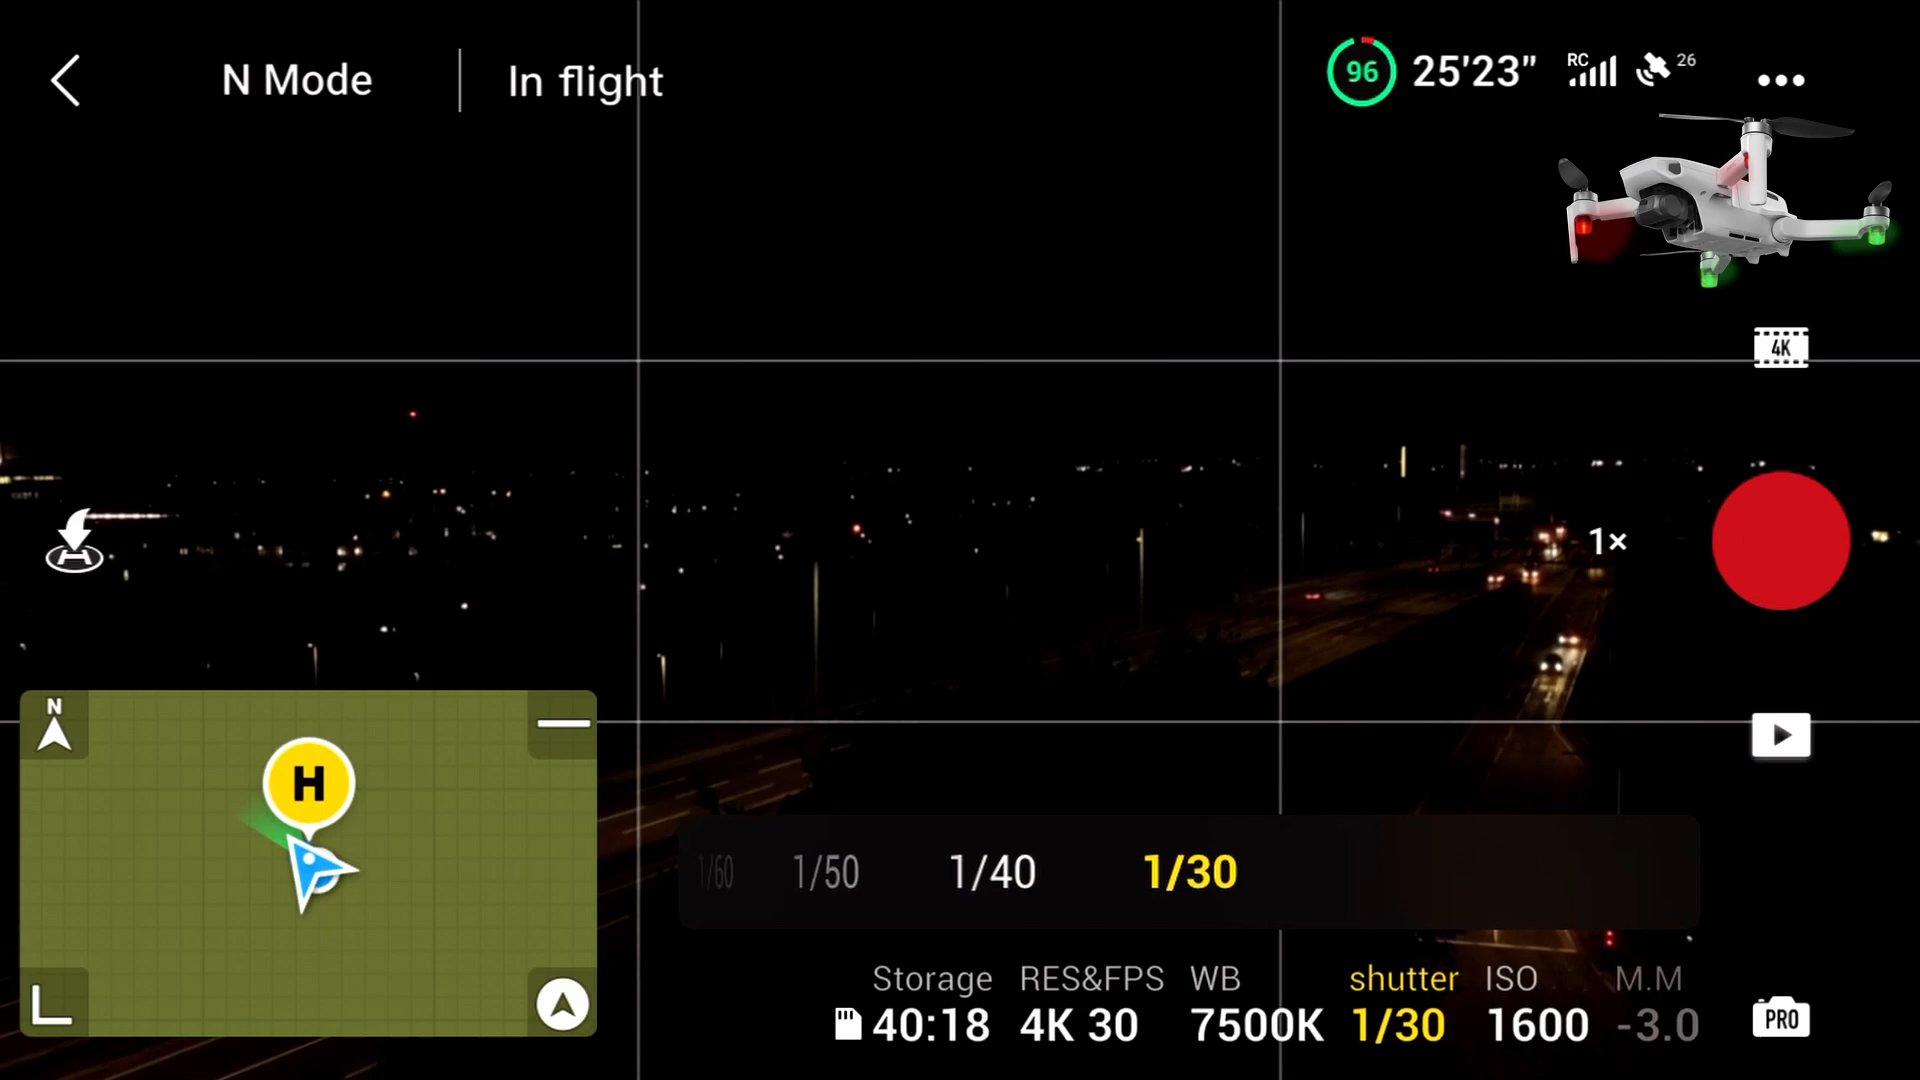 N Mode
In flight
96
25'23"
RC
26
4K
1×
N
H
1/60
1/50
1/40
1/30
Storage
RES&FPS
WB
shutter
ISO
M.M
40:18
4K 30
7500K
1/30
1600
-3.0
PRO